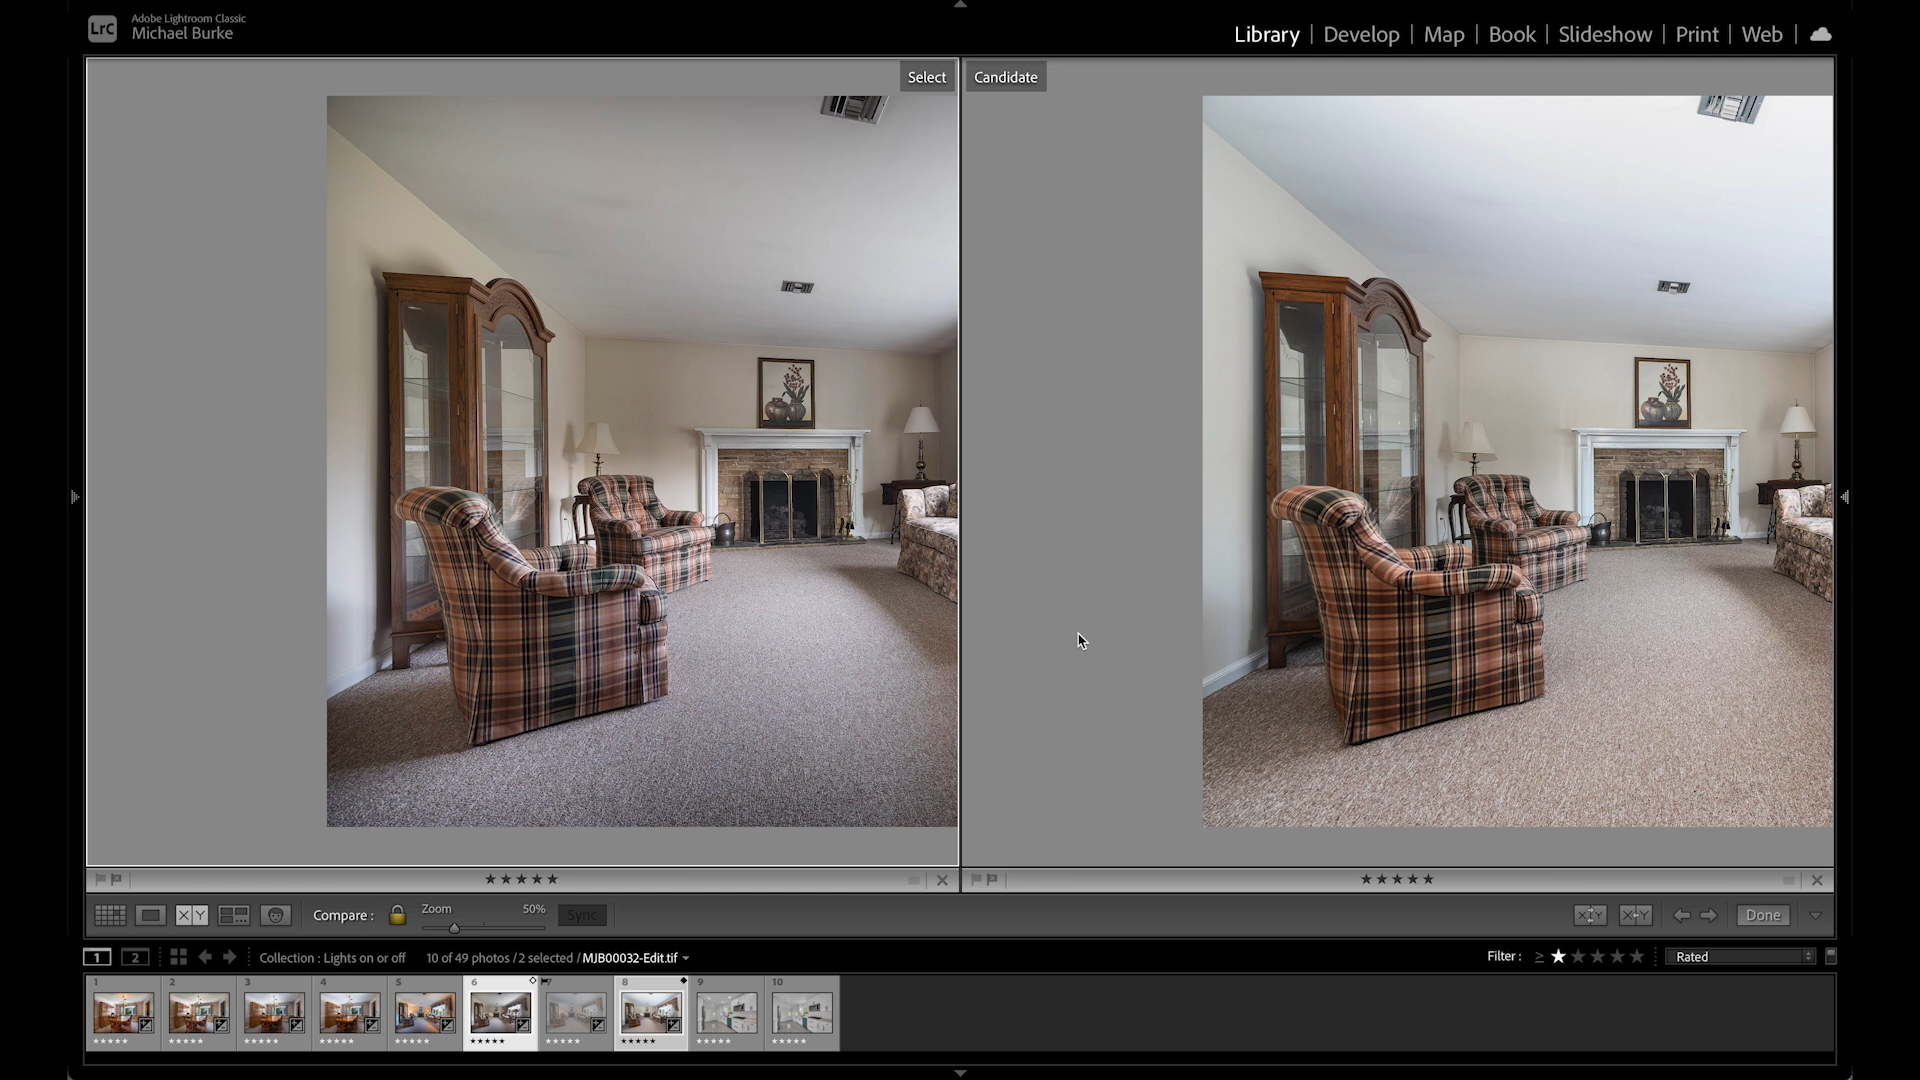 LrC
Adobe Lightroom Classic
Michael Burke
Library | Develop | Map | Book | Slideshow | Print | Web |
Select
Candidate
Compare :
Zoom
50%
Sync
Done
1
2
Collection : Lights on or off
10 of 49 photos / 2 selected / MJB00032-Edit.tif
Filter :
Rated
1
2
3
4
5
6
7
8
9
10